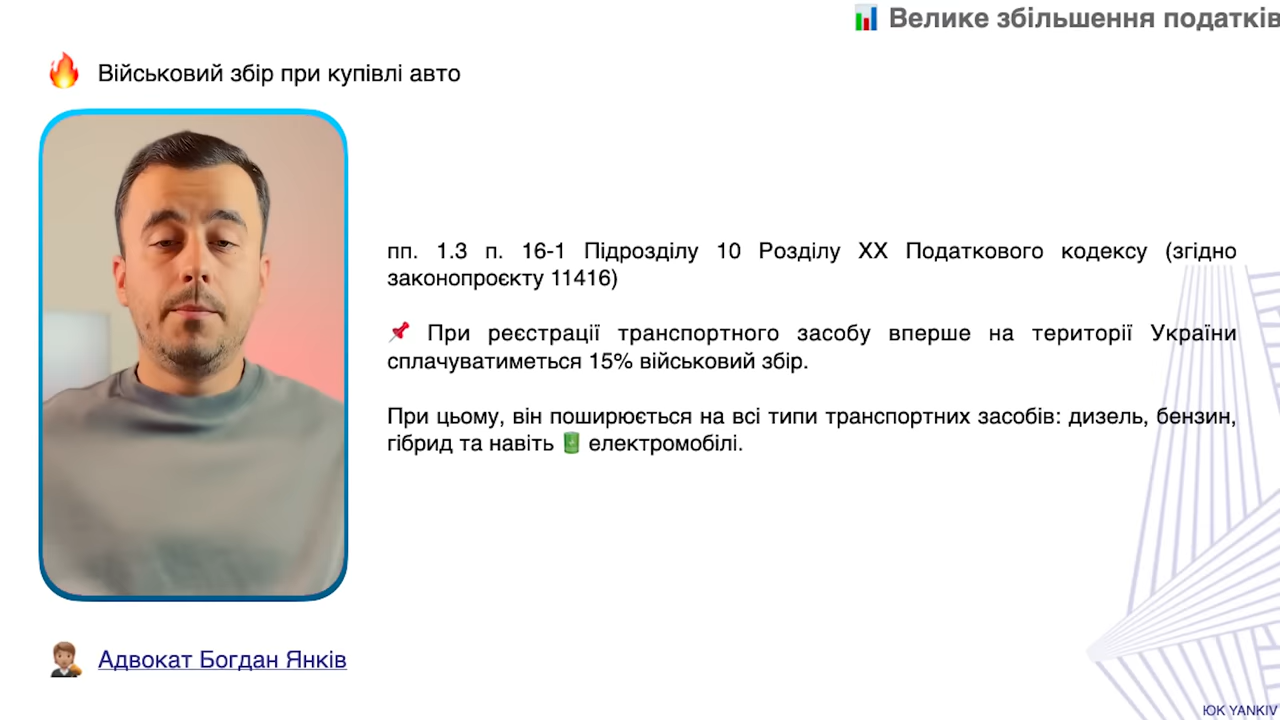 Велике збільшення податків
Військовий збір при купівлі авто
пп. 1.3 п. 16-1 Підрозділу 10 Розділу XX Податкового кодексу (згідно
законопроєкту 11416)
При реєстрації транспортного засобу вперше на території України
сплачуватиметься 15% військовий збір.
При цьому, він поширюється на всі типи транспортних засобів: дизель, бензин,
гібрид та навіть електромобілі.
Адвокат Богдан Янків
ЮК YANKIV